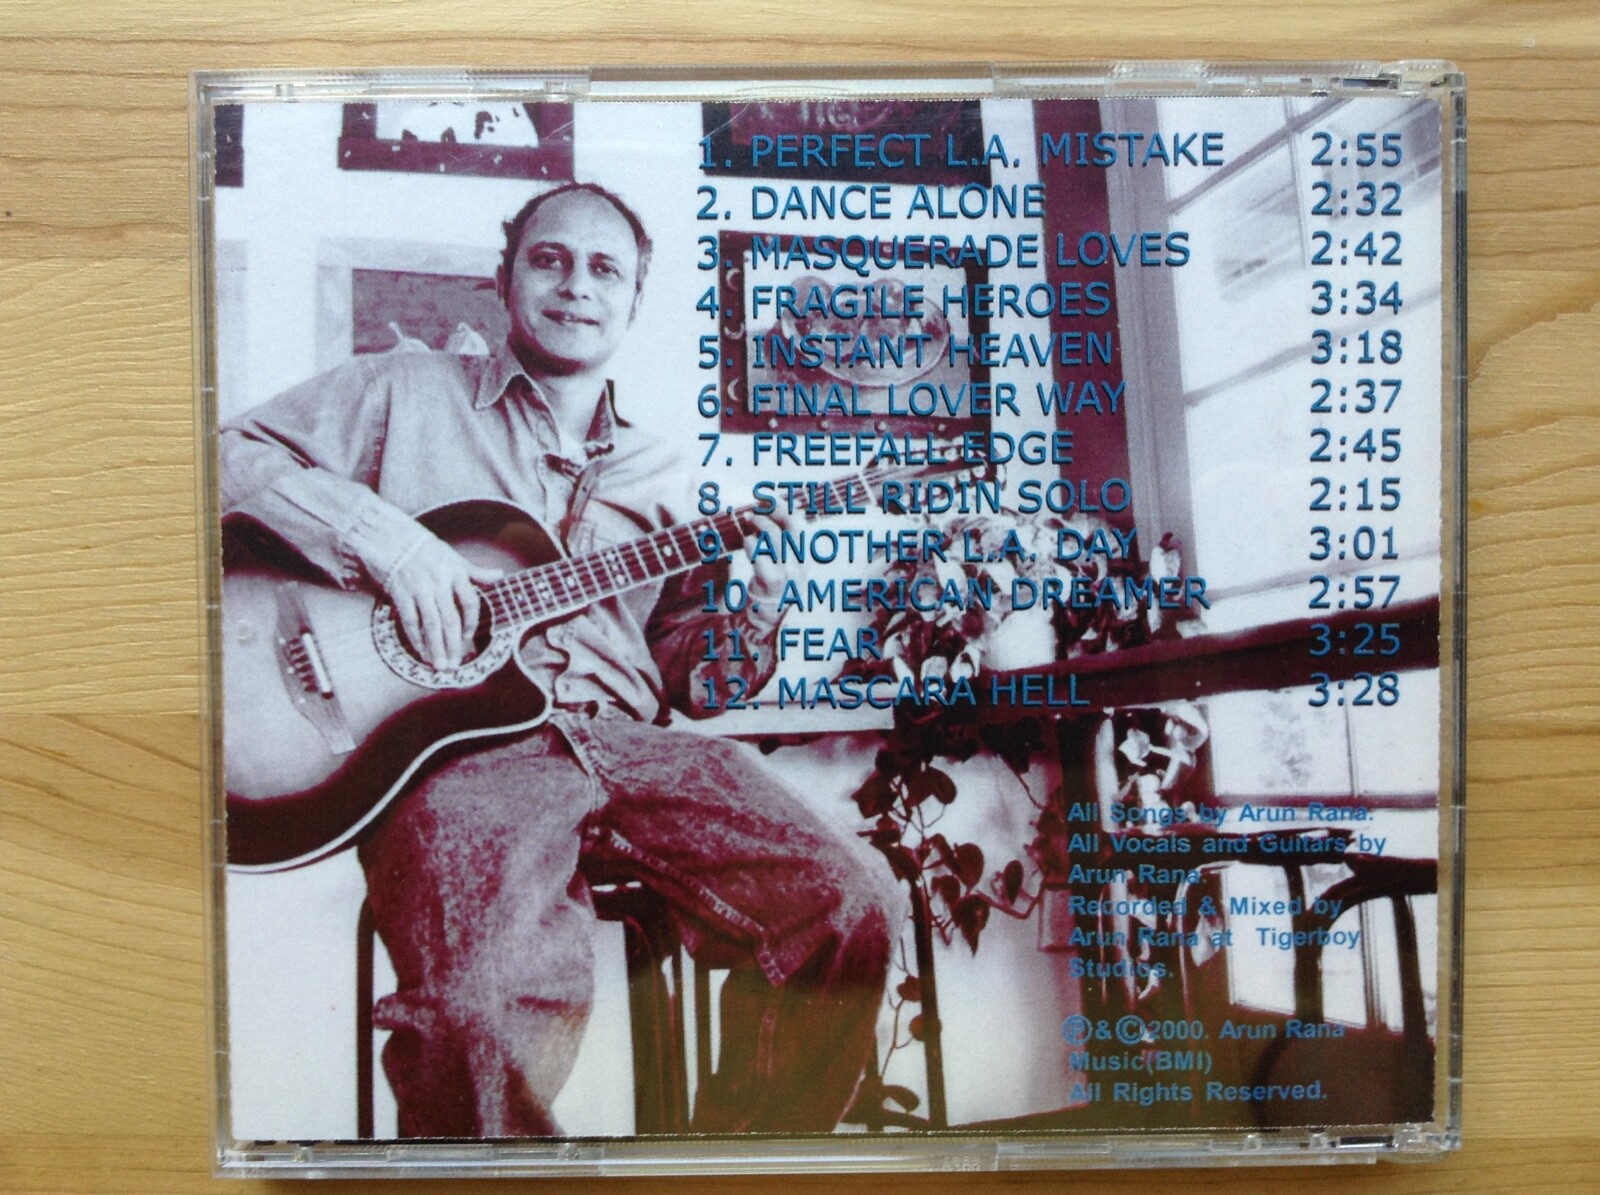 1. PERFECT L.A. MISTAKE 2:55
2. DANCE ALONE 2:32
3. MASQUERADE LOVES 2:42
4. FRAGILE HEROES 3:34
5. INSTANT HEAVEN 3:18
6. FINAL LOVER WAY 2:37
7. FREEFALL EDGE 2:45
8. STILL RIDIN SOLO 2:15
9. ANOTHER L.A. DAY 3:01
10. AMERICAN DREAMER 2:57
11. FEAR 3:25
12. MASCARA HELL 3:28
All Songs by Arun Rana.
All Vocals and Guitars by
Arun Rana.
Recorded & Mixed by
Arun Rana at Tigerboy
Studios.
℗&©2000. Arun Rana
Music(BMI)
All Rights Reserved.